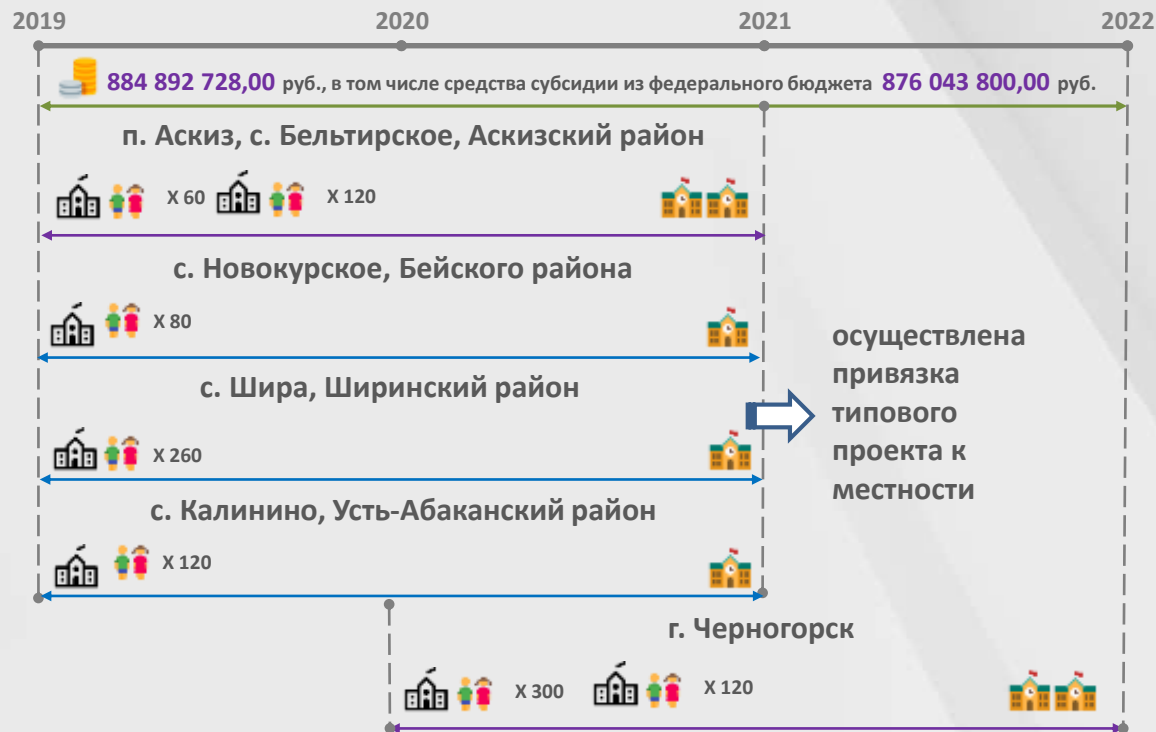 2019 2020 2021 2022
884 892 728,00 руб., в том числе средства субсидии из федерального бюджета 876 043 800,00 руб.
п. Аскиз, с. Бельтирское, Аскизский район
X 60 X 120
с. Новокурское, Бейского района
X 80
с. Шира, Ширинский район
X 260
с. Калинино, Усть-Абаканский район
X 120
осуществлена
привязка
типового
проекта к
местности
г. Черногорск
X 300 X 120